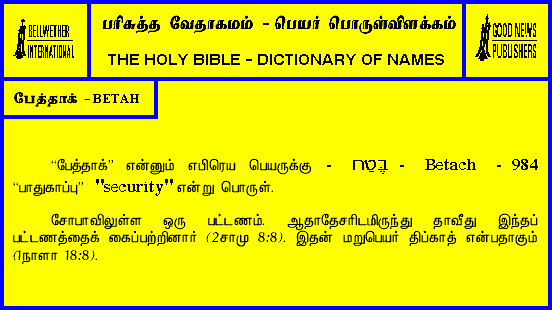 BELLWETHER
INTERNATIONAL
பரிசுத்த வேதாகமம் - பெயர் பொருள்விளக்கம்
THE HOLY BIBLE - DICTIONARY OF NAMES
GOOD NEWS
PUBLISHERS
பேத்தாக் - BETAH
“பேத்தாக்” என்னும் எபிரெய பெயருக்கு - בֶּטַח - Betach - 984
“பாதுகாப்பு” "security" என்று பொருள்.
சோபாவிலுள்ள ஒரு பட்டணம். ஆதாதேசரிடமிருந்து தாவீது இந்தப்
பட்டணத்தைக் கைப்பற்றினார் (2சாமு 8:8). இதன் மறுபெயர் திப்காத் என்பதாகும்
(1நாளா 18:8).